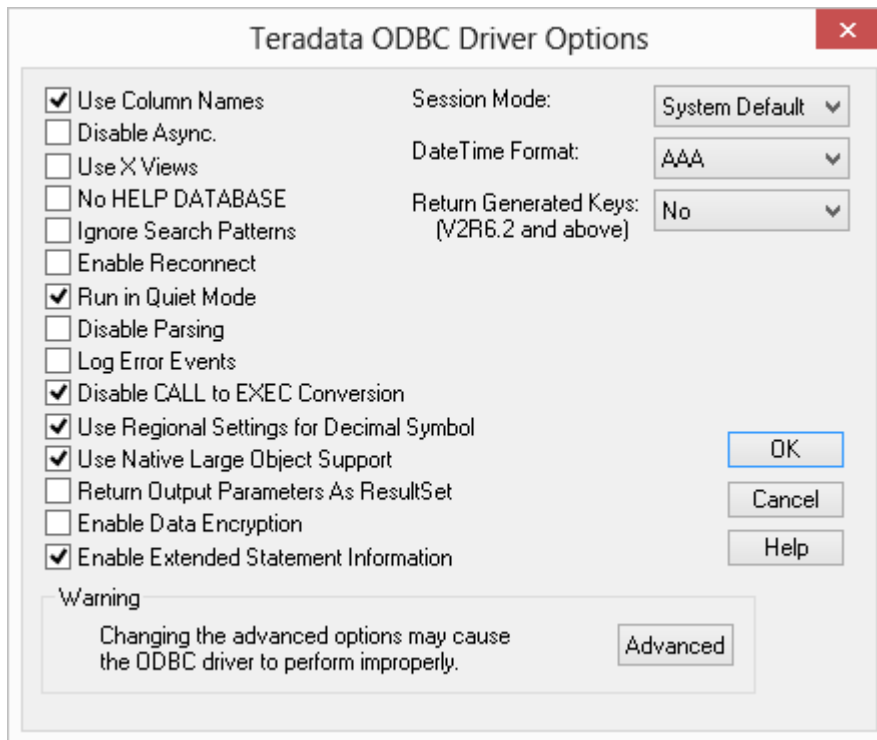 Teradata ODBC Driver Options
Use Column Names
Disable Async.
Use X Views
No HELP DATABASE
Ignore Search Patterns
Enable Reconnect
Run in Quiet Mode
Disable Parsing
Log Error Events
Disable CALL to EXEC Conversion
Use Regional Settings for Decimal Symbol
Use Native Large Object Support
Return Output Parameters As ResultSet
Enable Data Encryption
Enable Extended Statement Information
Session Mode: System Default
DateTime Format: AAA
Return Generated Keys: No
(V2R6.2 and above)
OK
Cancel
Help
Warning
Changing the advanced options may cause
the ODBC driver to perform improperly.
Advanced